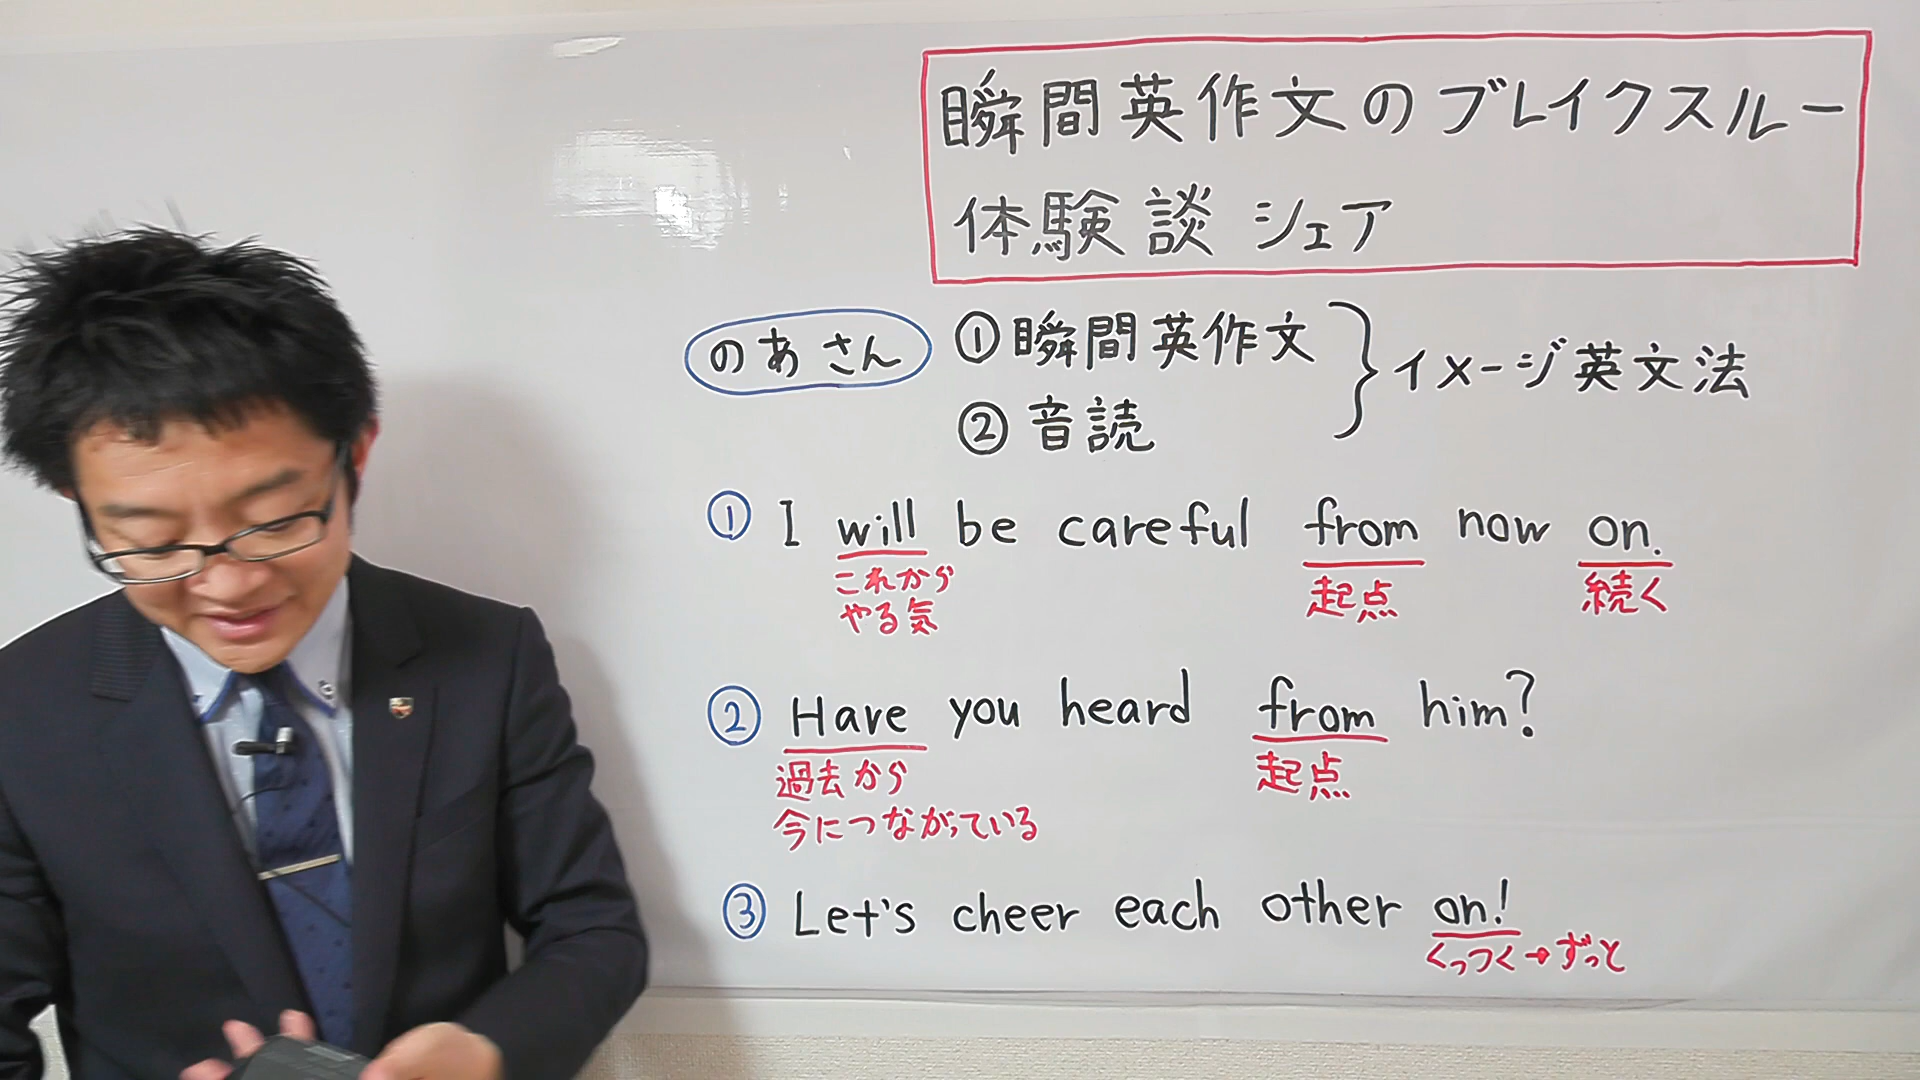 瞬間英作文のブレイクスルー
体験談シェア
のあさん ①瞬間英作文 } イメージ英文法
②音読
① I will be careful from now on.
これから 起点 続く
やる気
② Have you heard from him?
過去から 起点
今につながっている
③ Let's cheer each other on!
くっつく→ずっと